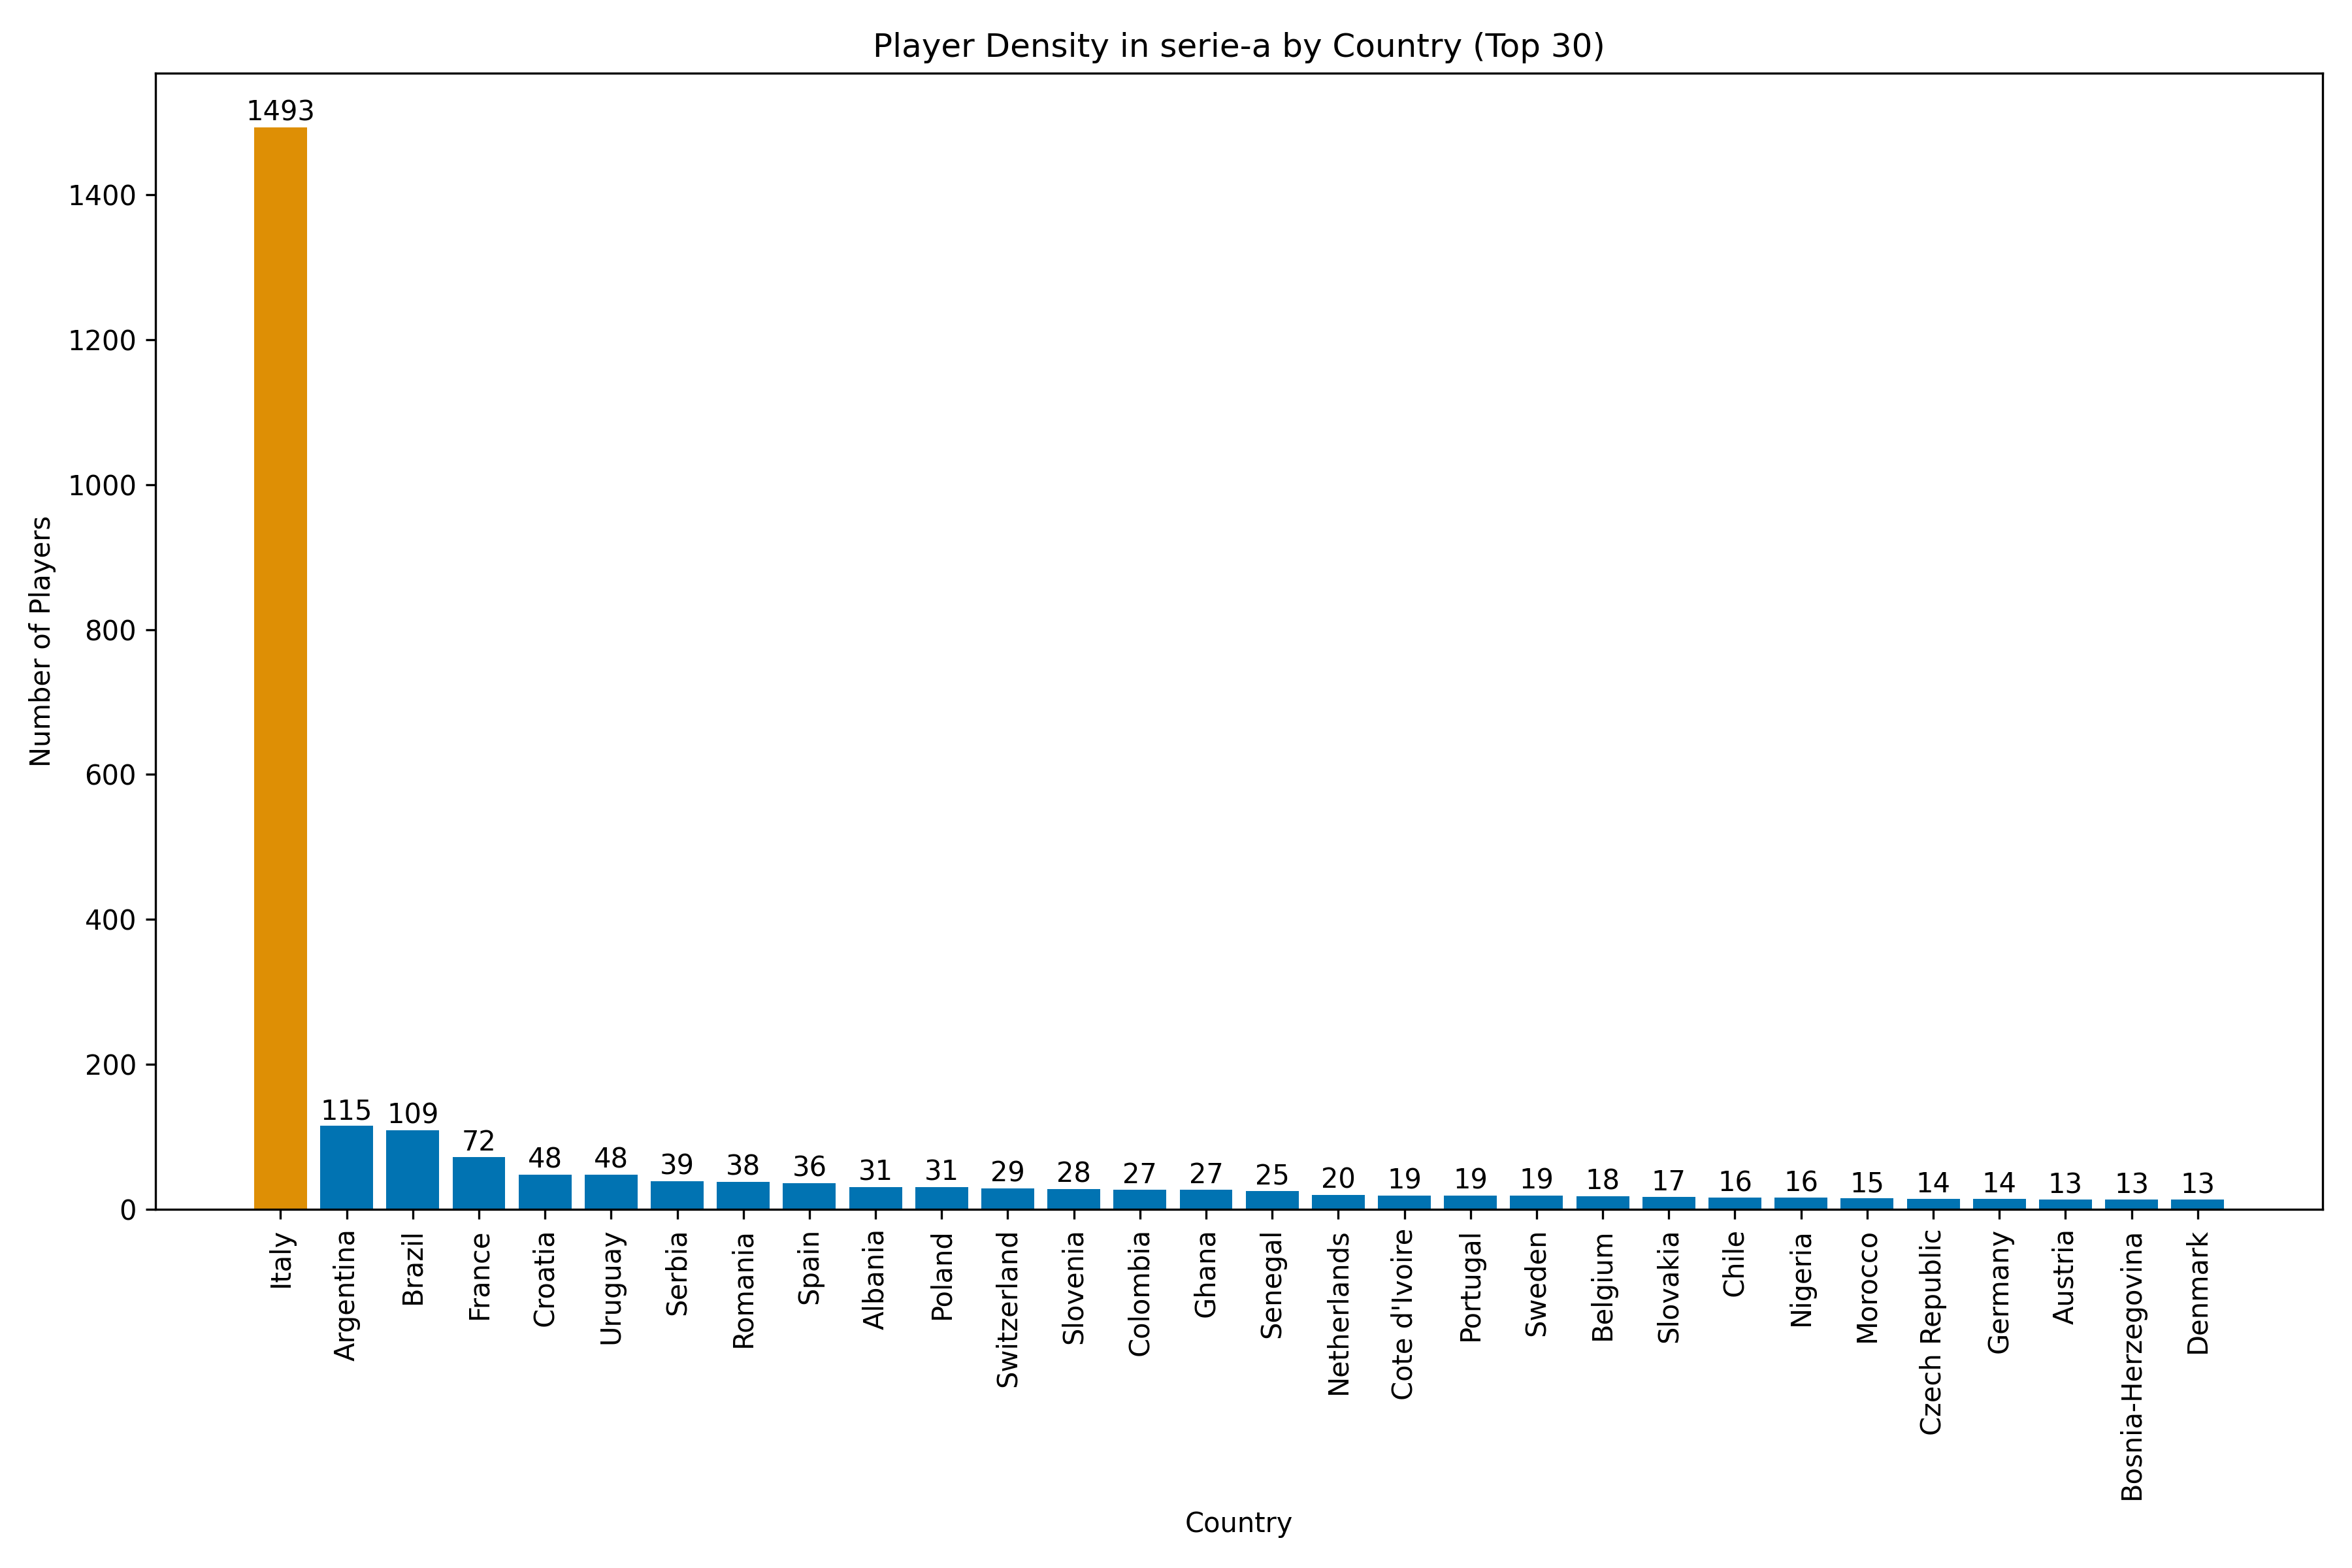 Player Density in serie-a by Country (Top 30)
Number of Players
1400
1200
1000
800
600
400
200
0
1493
115
109
72
48
48
39
38
36
31
31
29
28
27
27
25
20
19
19
19
18
17
16
16
15
14
14
13
13
13
Italy
Argentina
Brazil
France
Croatia
Uruguay
Serbia
Romania
Spain
Albania
Poland
Switzerland
Slovenia
Colombia
Ghana
Senegal
Netherlands
Cote d'Ivoire
Portugal
Sweden
Belgium
Slovakia
Chile
Nigeria
Morocco
Czech Republic
Germany
Austria
Bosnia-Herzegovina
Denmark
Country